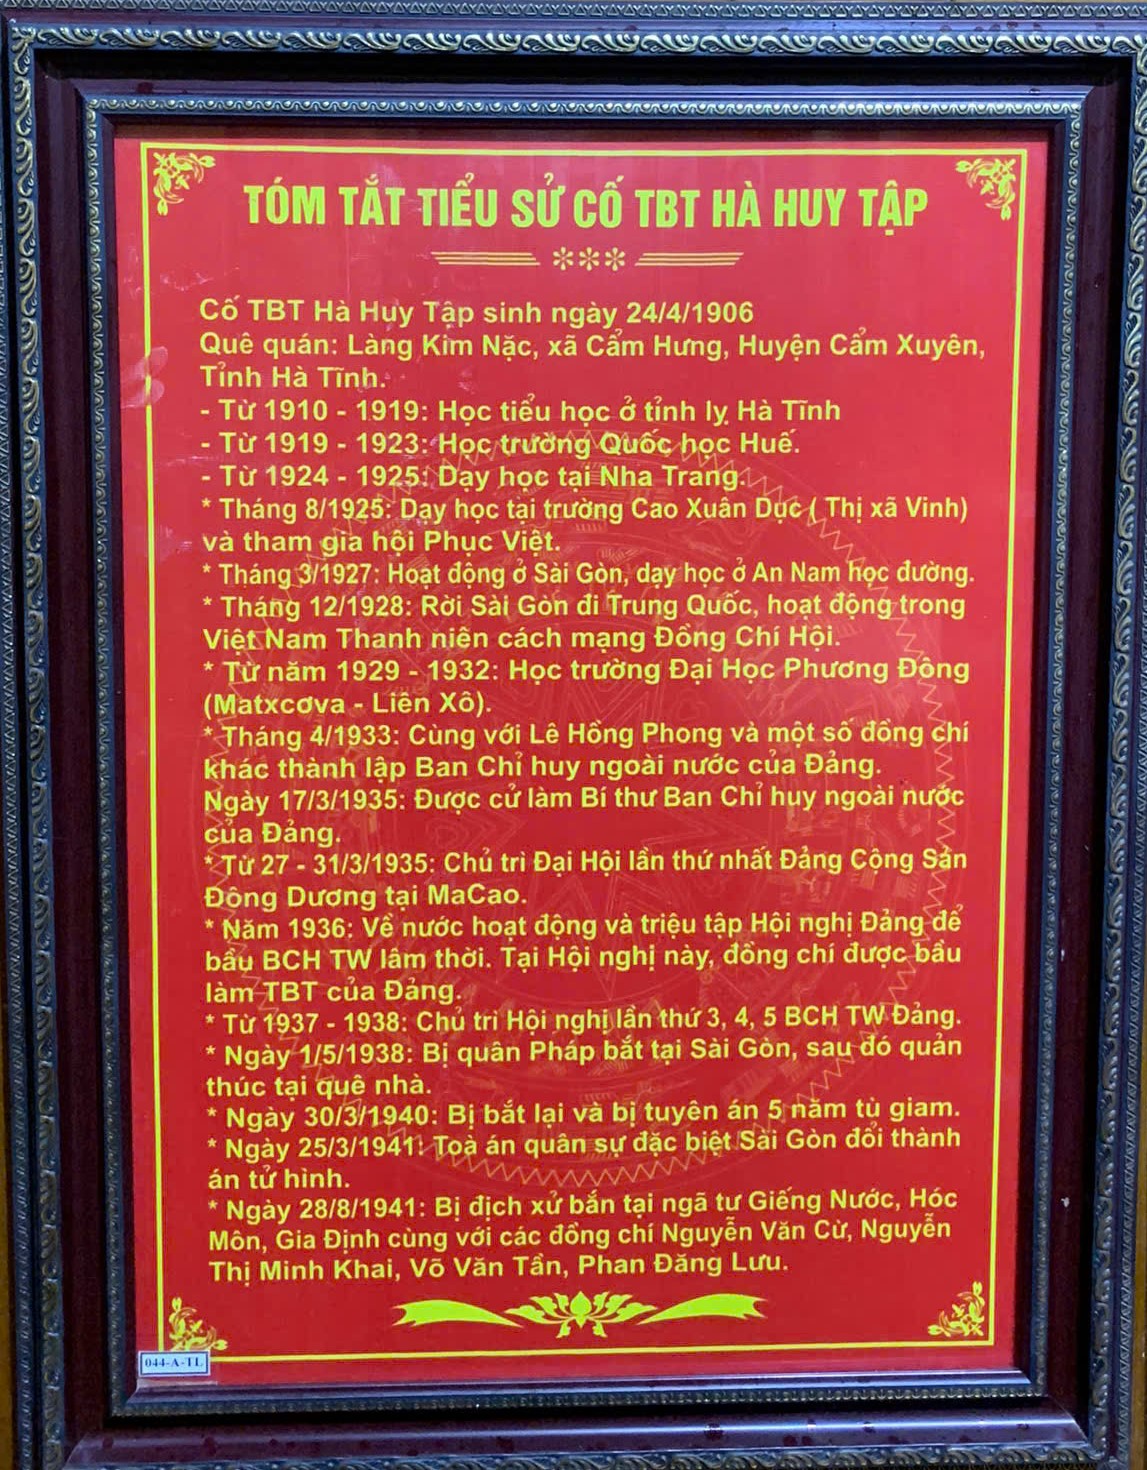 TÓM TẮT TIỂU SỬ CỐ TBT HÀ HUY TẬP
***
Cố TBT Hà Huy Tập sinh ngày 24/4/1906
Quê quán: Làng Kim Nặc, xã Cẩm Hưng, Huyện Cẩm Xuyên,
Tỉnh Hà Tĩnh.
- Từ 1910 - 1919: Học tiểu học ở tỉnh lỵ Hà Tĩnh
- Từ 1919 - 1923: Học trường Quốc học Huế.
- Từ 1924 - 1925: Dạy học tại Nha Trang.
* Tháng 8/1925: Dạy học tại trường Cao Xuân Dục ( Thị xã Vinh)
và tham gia hội Phục Việt.
* Tháng 3/1927: Hoạt động ở Sài Gòn, dạy học ở An Nam học đường.
* Tháng 12/1928: Rời Sài Gòn đi Trung Quốc, hoạt động trong
Việt Nam Thanh niên cách mạng Đồng Chí Hội.
* Từ năm 1929 - 1932: Học trường Đại Học Phương Đông
(Matxcơva - Liên Xô).
* Tháng 4/1933: Cùng với Lê Hồng Phong và một số đồng chí
khác thành lập Ban Chỉ huy ngoài nước của Đảng.
Ngày 17/3/1935: Được cử làm Bí thư Ban Chỉ huy ngoài nước
của Đảng.
* Từ 27 - 31/3/1935: Chủ trì Đại Hội lần thứ nhất Đảng Cộng Sản
Đông Dương tại MaCao.
* Năm 1936: Về nước hoạt động và triệu tập Hội nghị Đảng để
bầu BCH TW lâm thời. Tại Hội nghị này, đồng chí được bầu
làm TBT của Đảng.
* Từ 1937 - 1938: Chủ trì Hội nghị lần thứ 3, 4, 5 BCH TW Đảng.
* Ngày 1/5/1938: Bị quân Pháp bắt tại Sài Gòn, sau đó quản
thúc tại quê nhà.
* Ngày 30/3/1940: Bị bắt lại và bị tuyên án 5 năm tù giam.
* Ngày 25/3/1941: Toà án quân sự đặc biệt Sài Gòn đổi thành
án tử hình.
* Ngày 28/8/1941: Bị địch xử bắn tại ngã tư Giếng Nước, Hóc
Môn, Gia Định cùng với các đồng chí Nguyễn Văn Cừ, Nguyễn
Thị Minh Khai, Võ Văn Tần, Phan Đăng Lưu.
044-A-TL